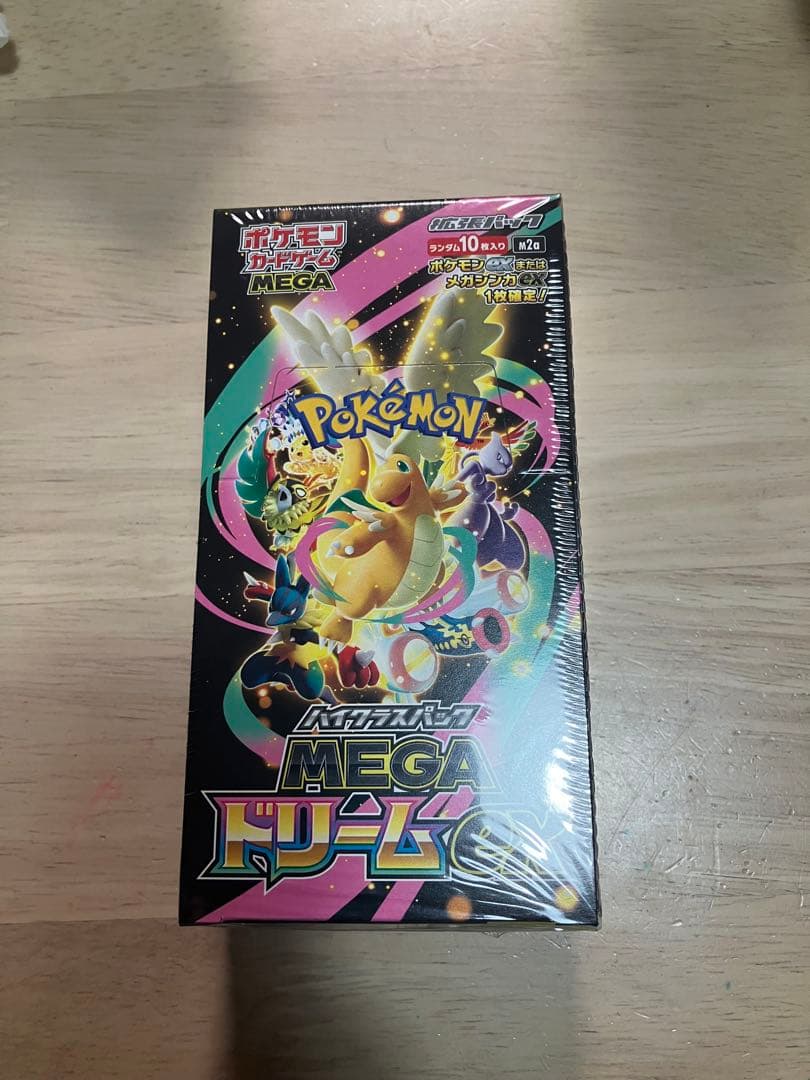 ポケモン
カードゲーム
MEGA
拡張パック
ランダム10枚入り
M2a
ポケモンexまたは
メガシンカex
1枚確定!
POKÉMON
ハイクラスパック
MEGA
ドリームex